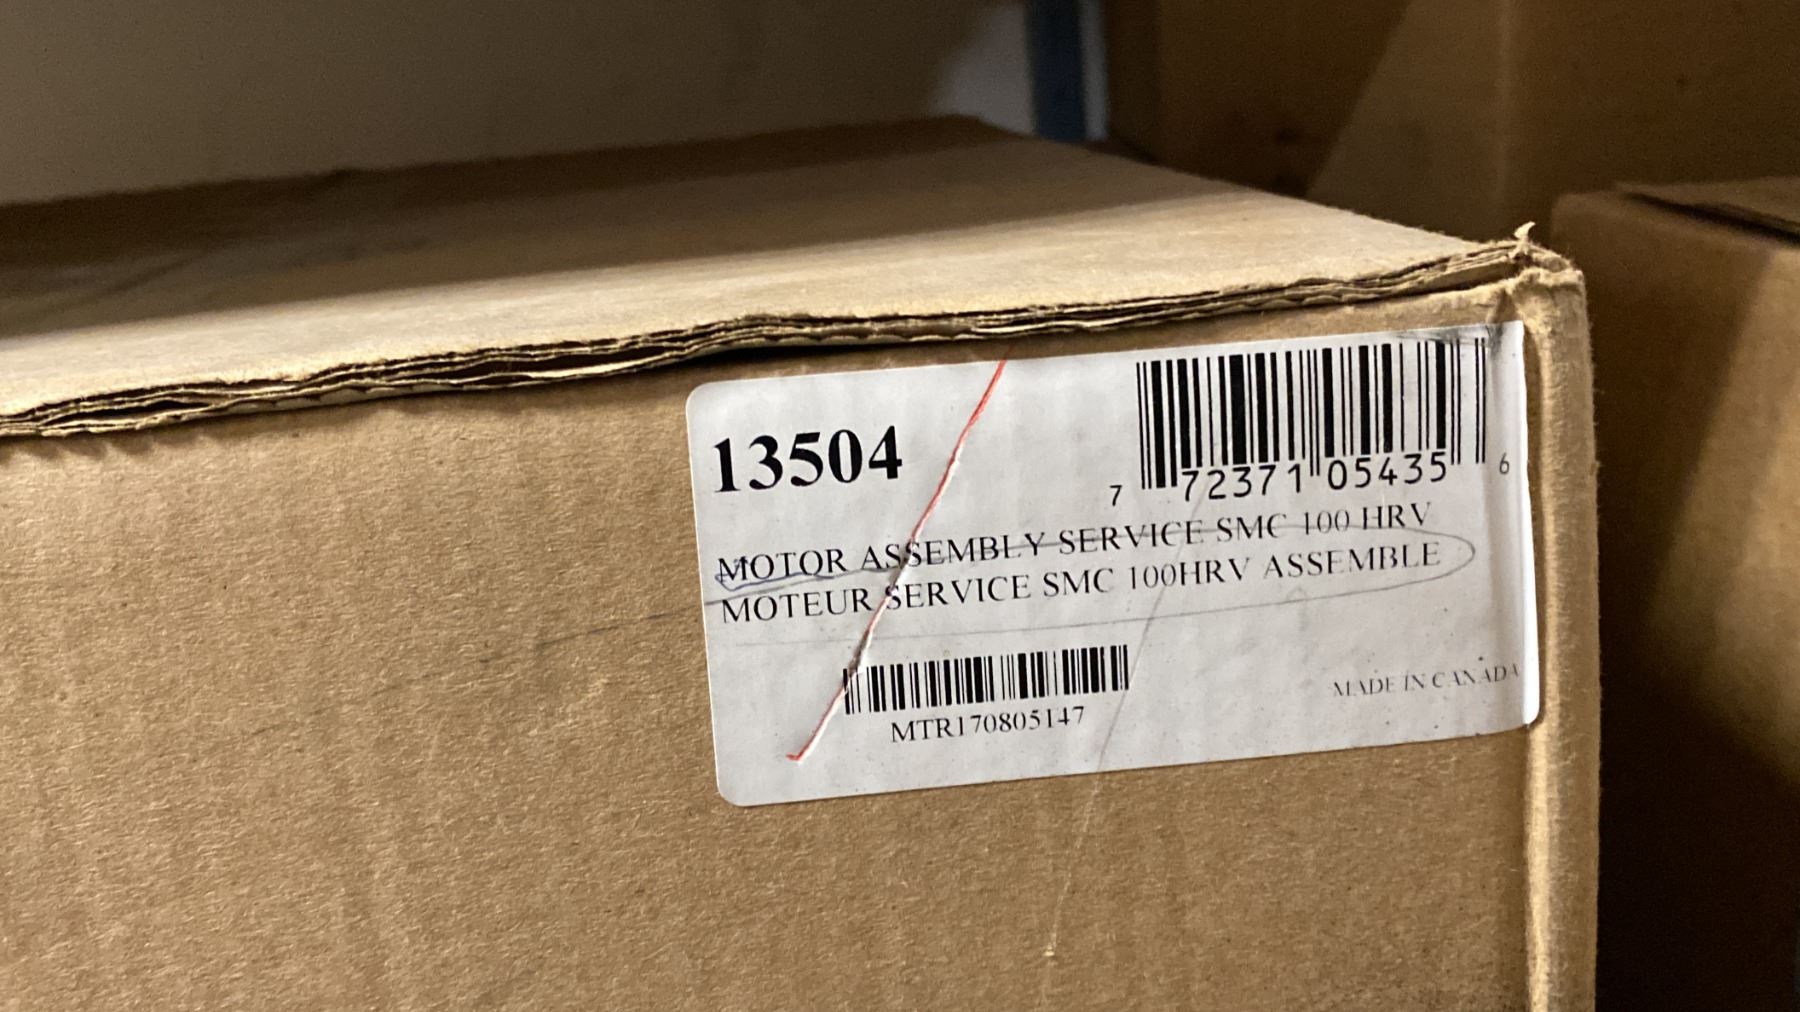 13504
7 72371 05435 6
MOTOR ASSEMBLY SERVICE SMC 100 HRV
MOTEUR SERVICE SMC 100HRV ASSEMBLE
MTR170805147
MADE IN CANADA